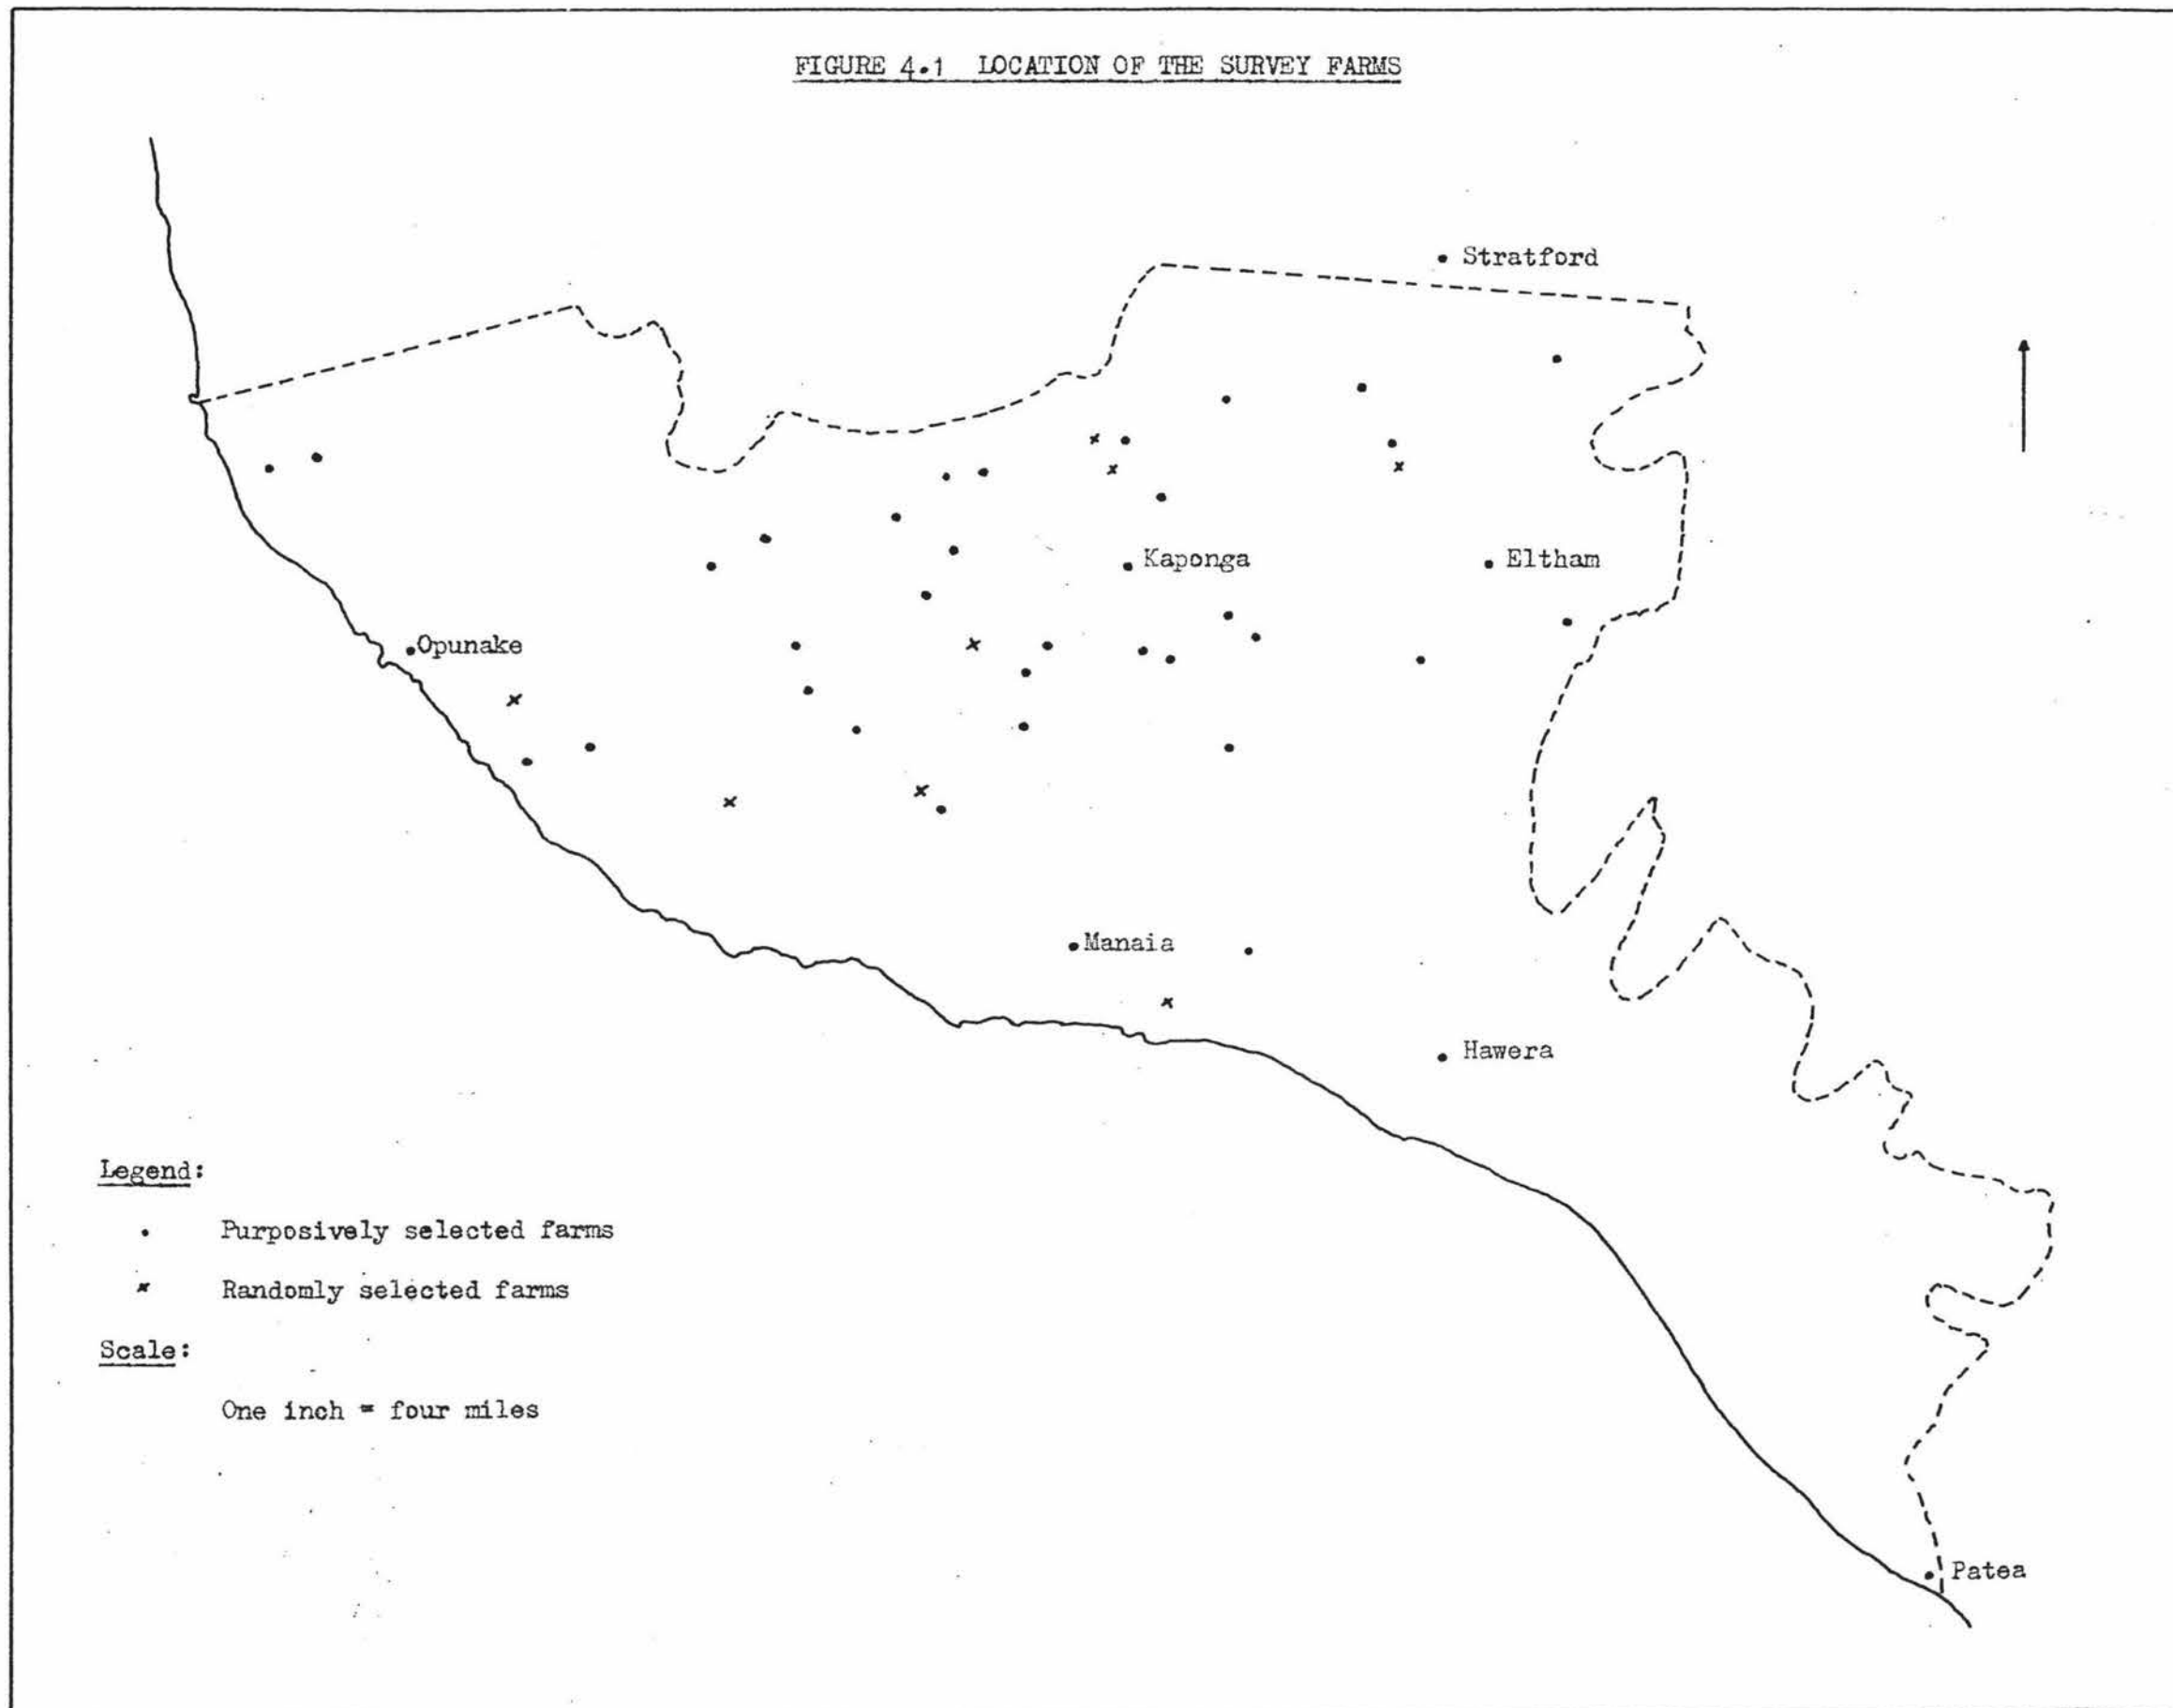 FIGURE 4.1 LOCATION OF THE SURVEY FARMS
Stratford
Kaponga
Eltham
Opunake
Manaia
Hawera
Legend:
• Purposively selected farms
x Randomly selected farms
Scale:
One inch = four miles
Patea